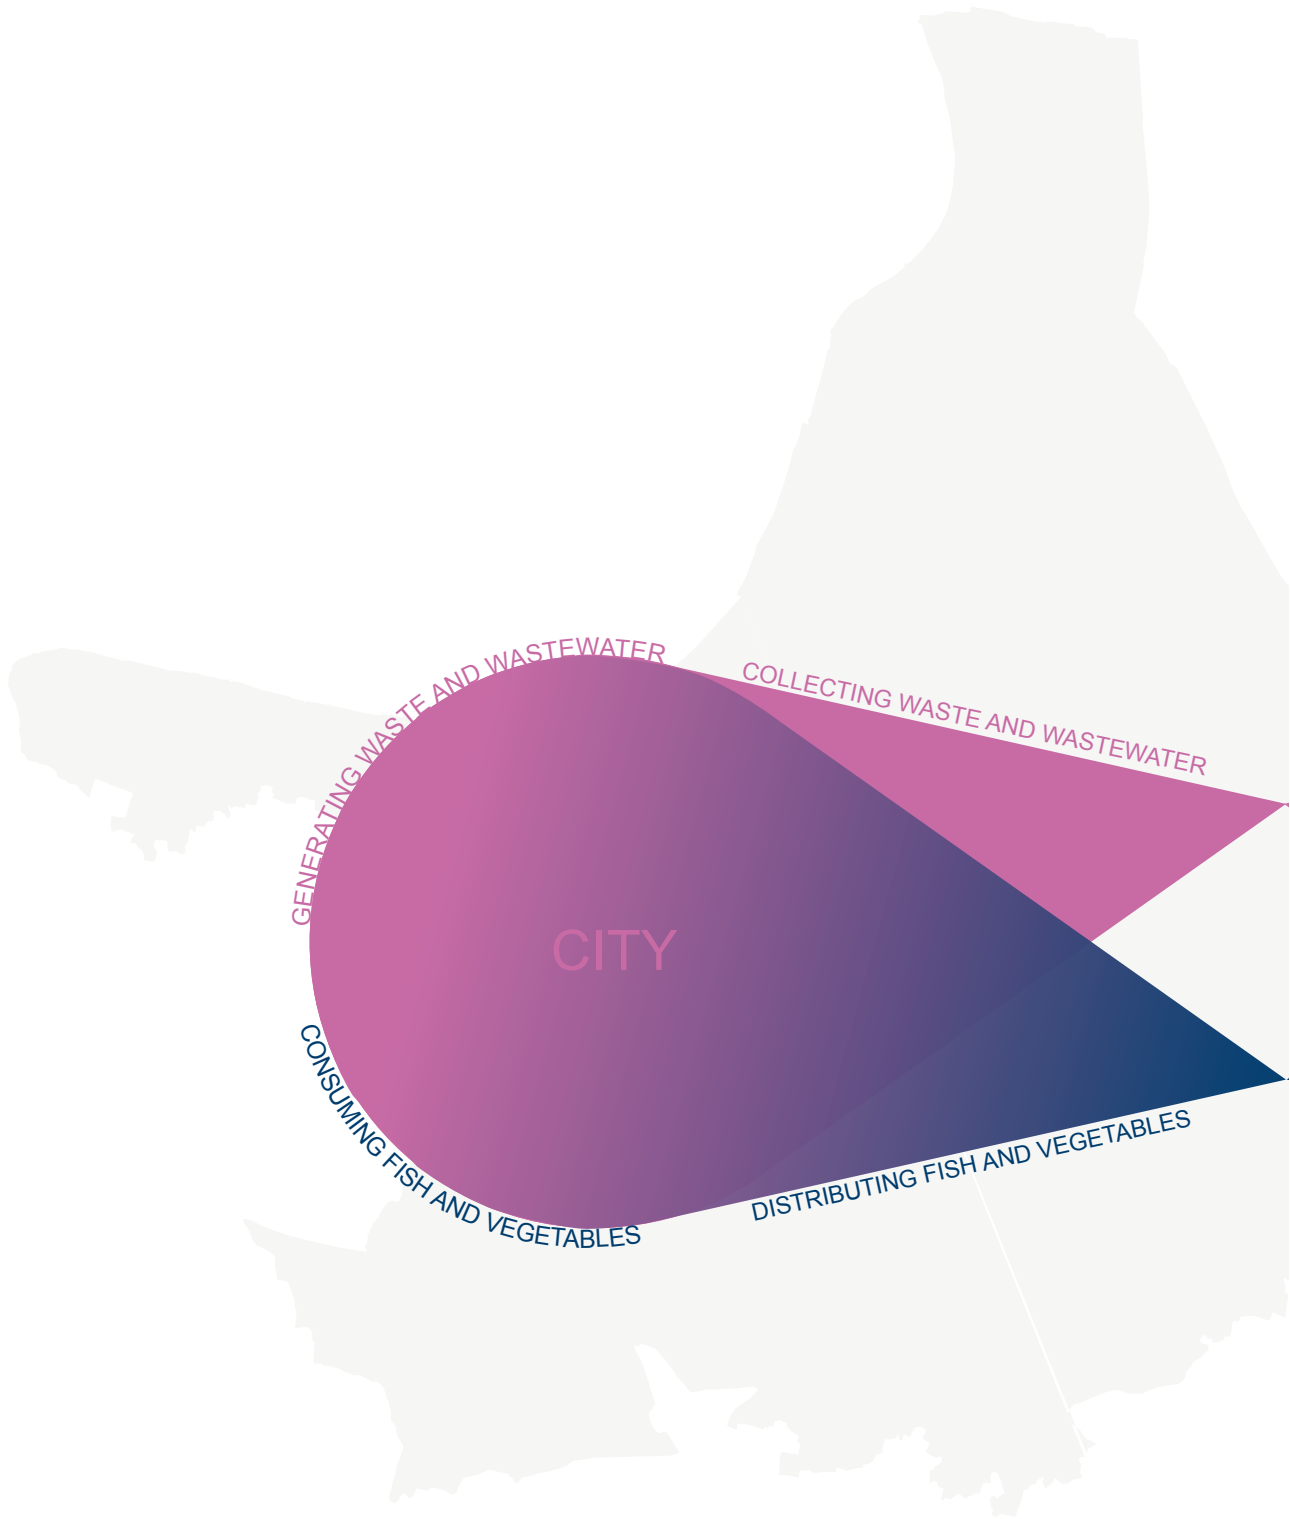 GENERATING WASTE AND WASTEWATER
COLLECTING WASTE AND WASTEWATER
CITY
CONSUMING FISH AND VEGETABLES
DISTRIBUTING FISH AND VEGETABLES